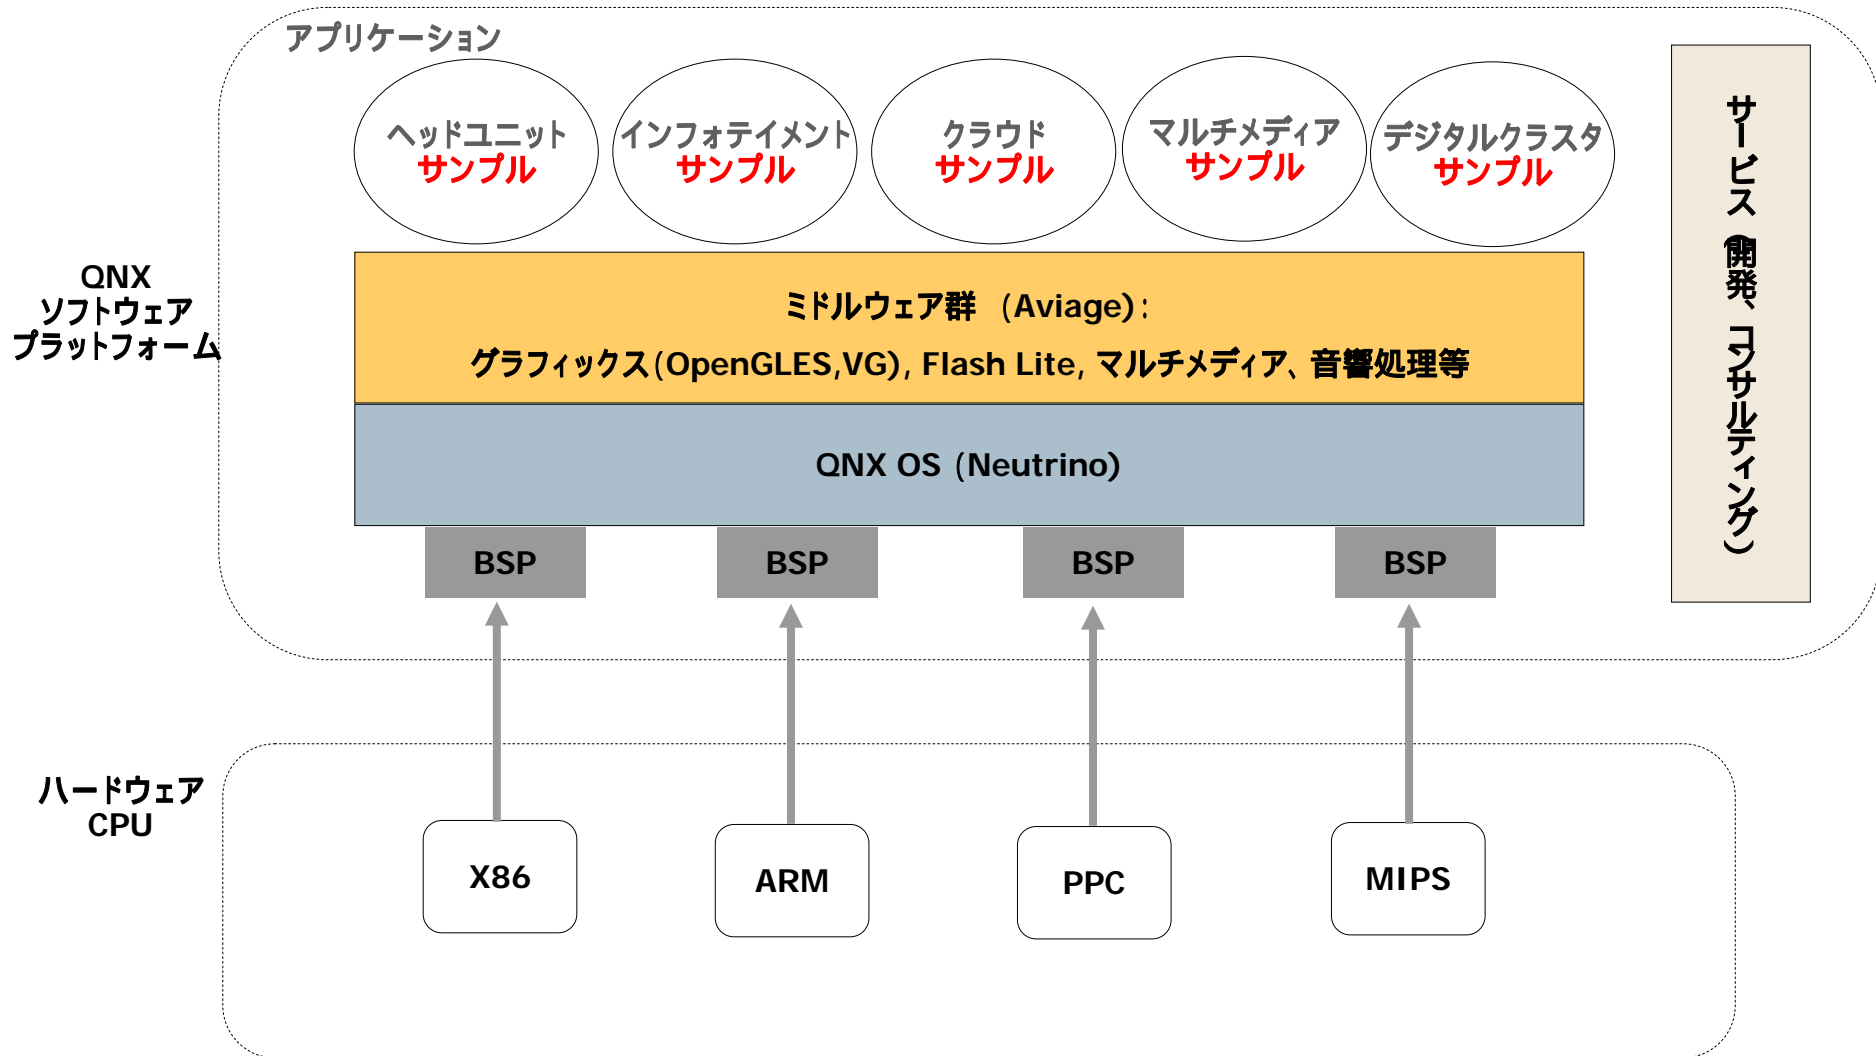 アプリケーション
ヘッドユニット
サンプル
インフォテイメント
サンプル
クラウド
サンプル
マルチメディア
サンプル
デジタルクラスタ
サンプル
サービス (開発、コンサルティング)
QNX
ソフトウェア
プラットフォーム
ミドルウェア群 (Aviage):
グラフィックス(OpenGLES,VG), Flash Lite, マルチメディア、音響処理等
QNX OS (Neutrino)
BSP
BSP
BSP
BSP
ハードウェア
CPU
X86
ARM
PPC
MIPS